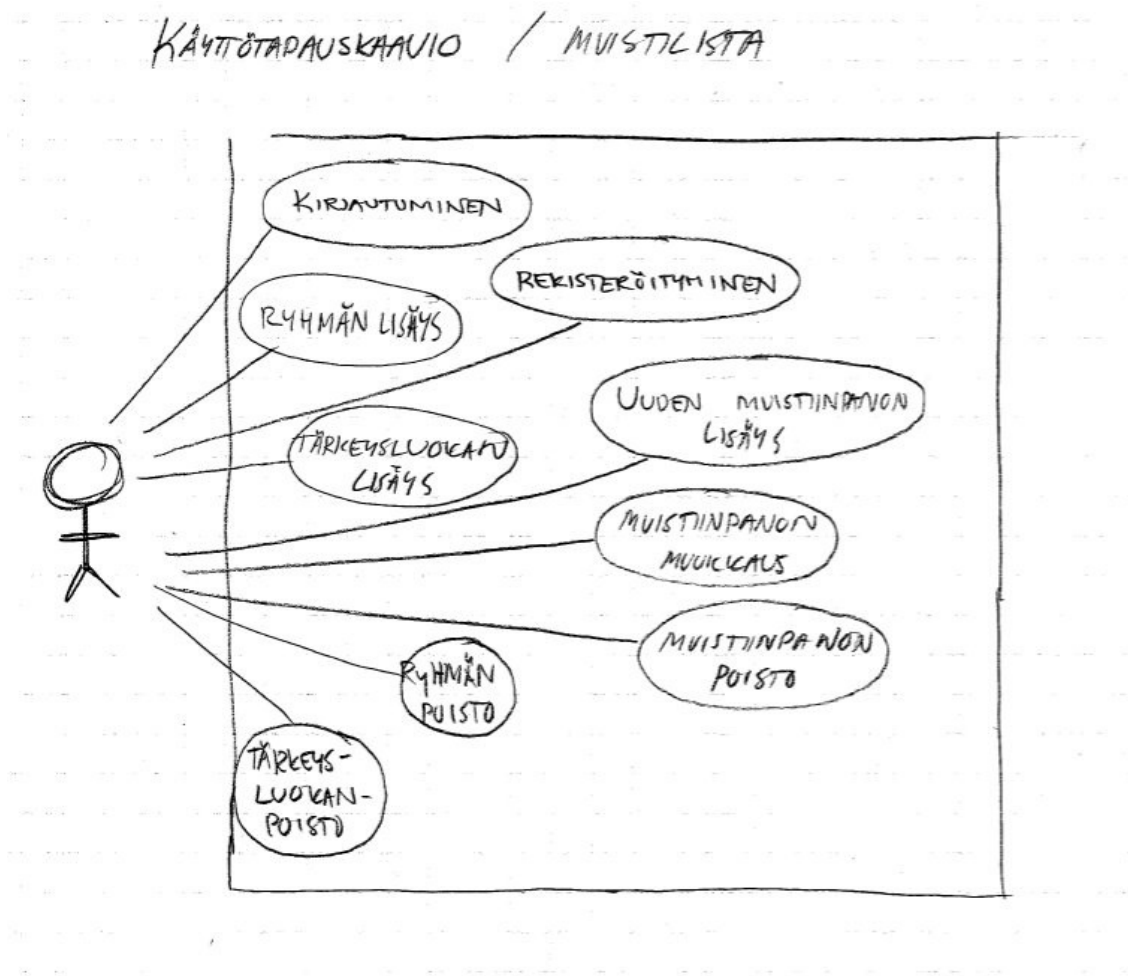 KÄYTTÖTAPAUSKAAVIO / MUISTILISTA
KIRJAUTUMINEN
REKISTERÖITYMINEN
RYHMÄN LISÄYS
UUDEN MUISTIINPANON
LISÄYS
TÄRKEYSLUOKAN
LISÄYS
MUISTIINPANON
MUOKKAUS
MUISTIINPANON
POISTO
RYHMÄN
POISTO
TÄRKEYS-
LUOKAN-
POISTO